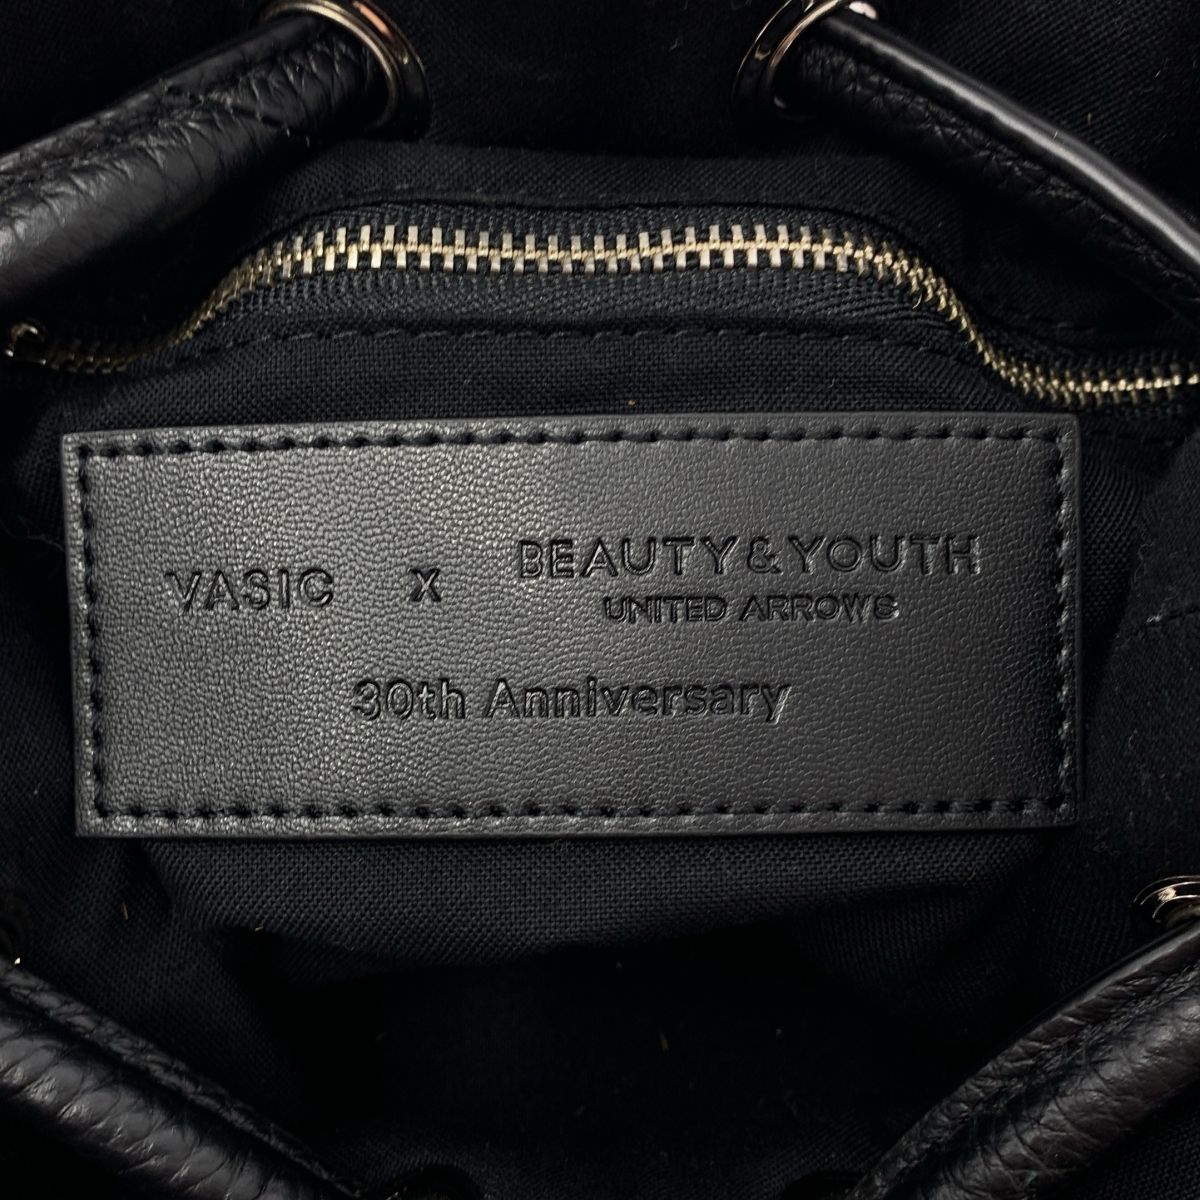 VASIC X BEAUTY&YOUTH
UNITED ARROWS
30th Anniversary